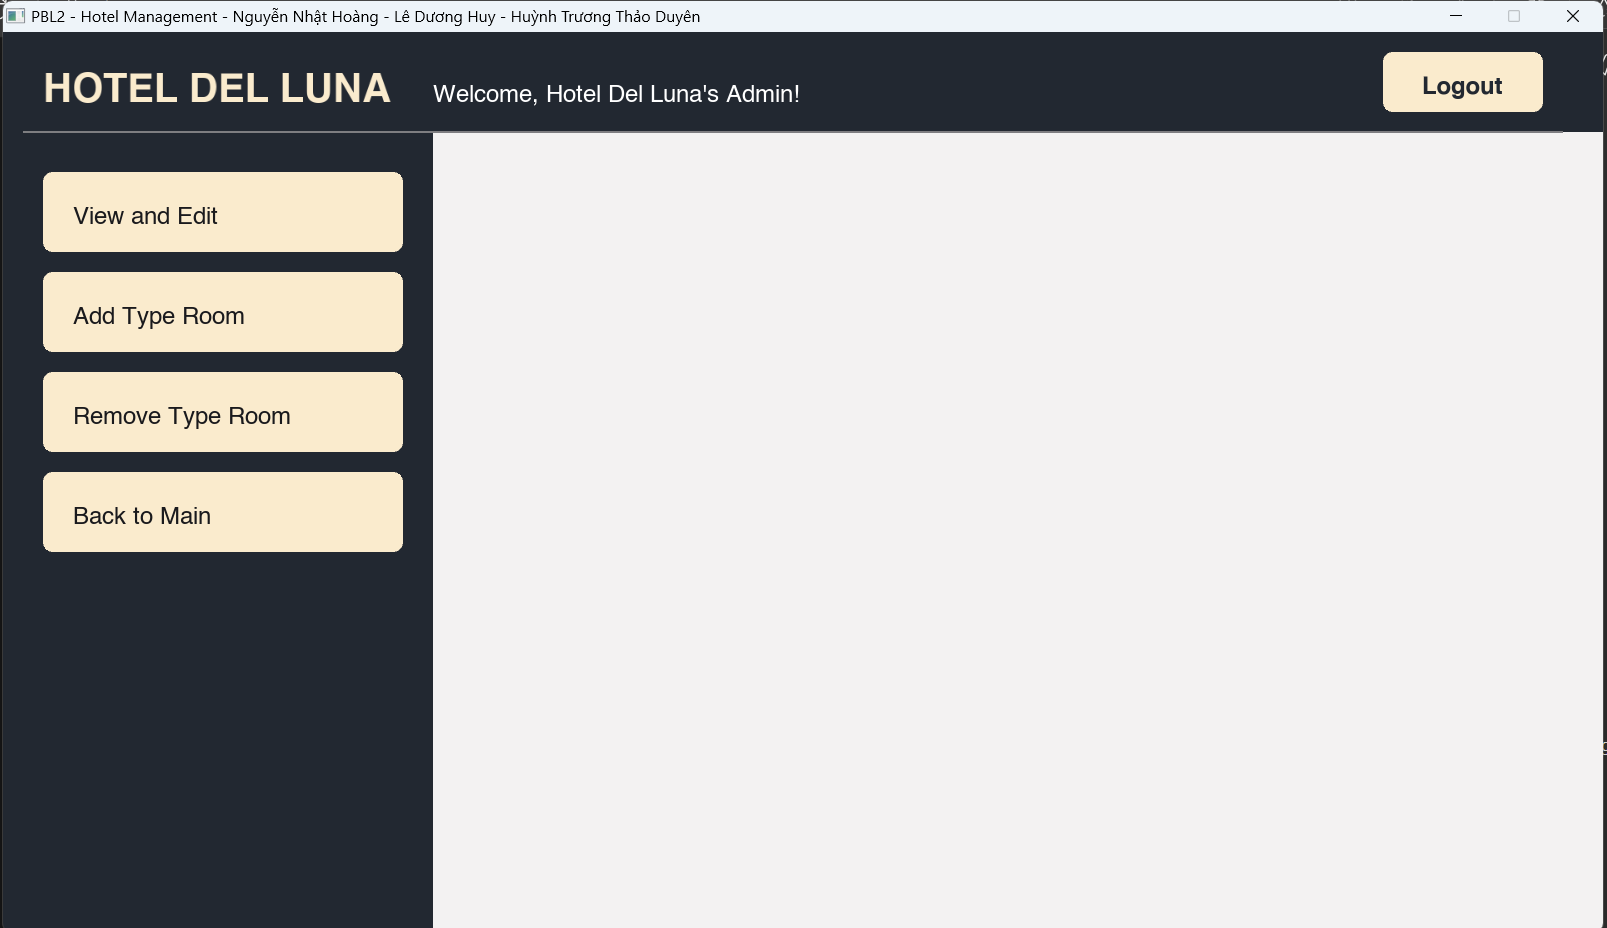 PBL2 - Hotel Management - Nguyễn Nhật Hoàng - Lê Dương Huy - Huỳnh Trương Thảo Duyên
HOTEL DEL LUNA
Welcome, Hotel Del Luna's Admin!
Logout
View and Edit
Add Type Room
Remove Type Room
Back to Main